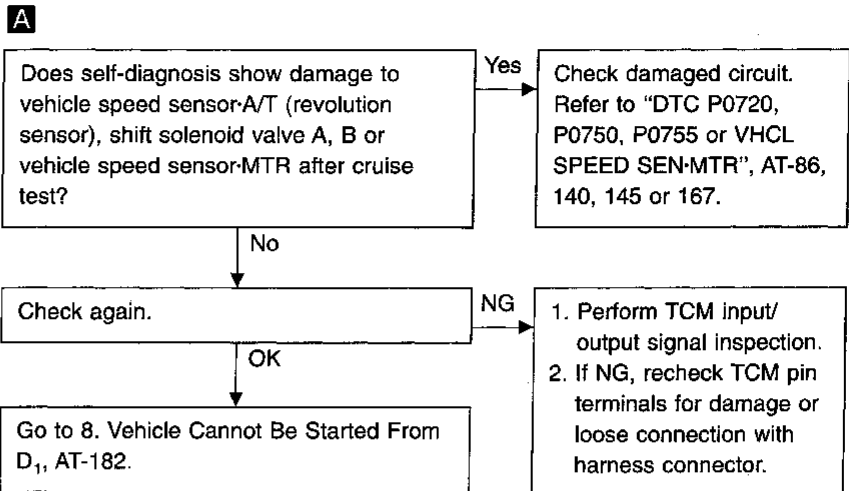 A
Does self-diagnosis show damage to
vehicle speed sensor·A/T (revolution
sensor), shift solenoid valve A, B or
vehicle speed sensor·MTR after cruise
test?
Yes
Check damaged circuit.
Refer to “DTC P0720,
P0750, P0755 or VHCL
SPEED SEN·MTR”, AT-86,
140, 145 or 167.
No
Check again.
NG
1. Perform TCM input/
output signal inspection.
2. If NG, recheck TCM pin
terminals for damage or
loose connection with
harness connector.
OK
Go to 8. Vehicle Cannot Be Started From
D₁, AT-182.